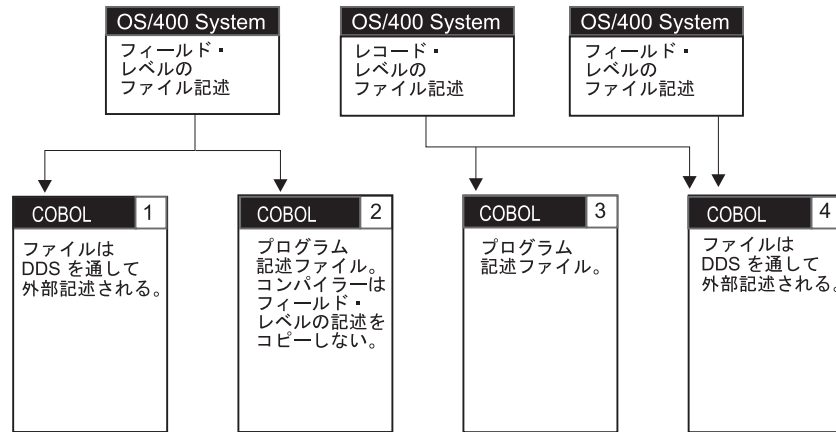 OS/400 System
フィールド・
レベルの
ファイル記述
OS/400 System
レコード・
レベルの
ファイル記述
OS/400 System
フィールド・
レベルの
ファイル記述
COBOL 1
ファイルは
DDS を通して
外部記述される。
COBOL 2
プログラム
記述ファイル。
コンパイラーは
フィールド・
レベルの記述を
コピーしない。
COBOL 3
プログラム
記述ファイル。
COBOL 4
ファイルは
DDS を通して
外部記述される。